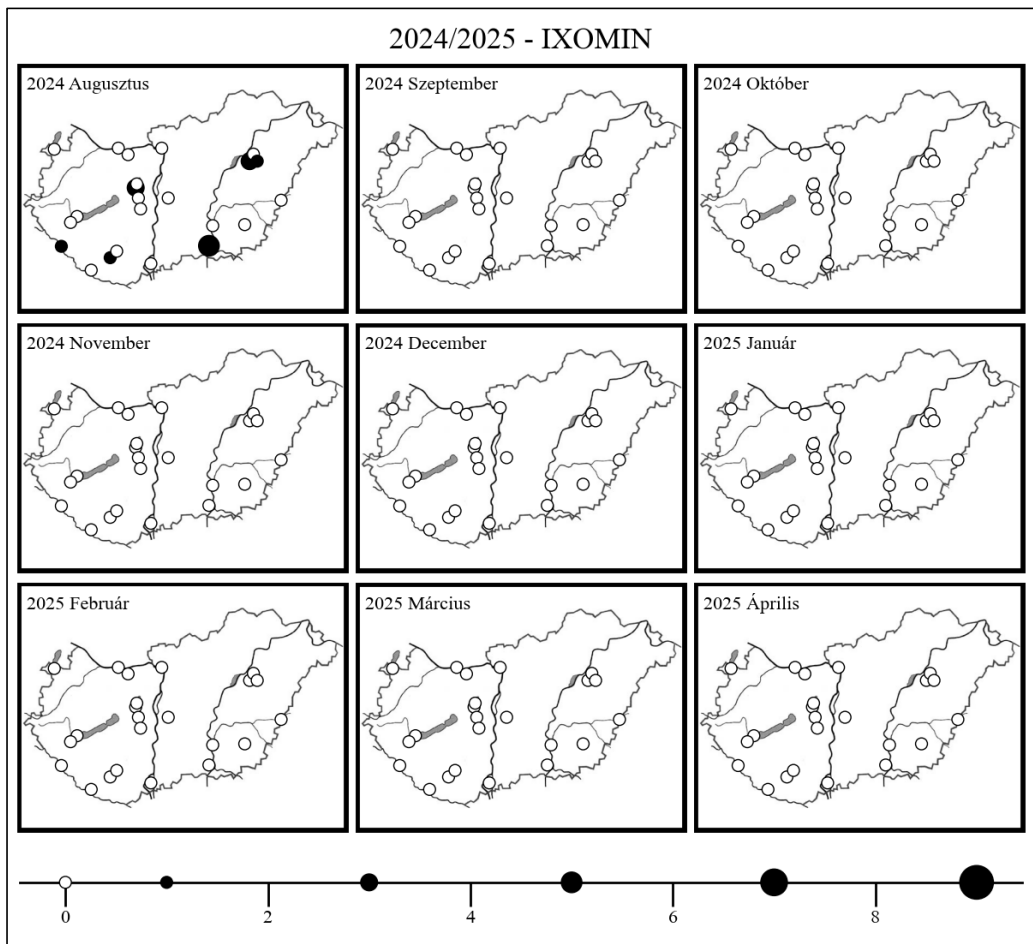 2024/2025 - IXOMIN
2024 Augusztus
2024 Szeptember
2024 Október
2024 November
2024 December
2025 Január
2025 Február
2025 Március
2025 Április
0 2 4 6 8